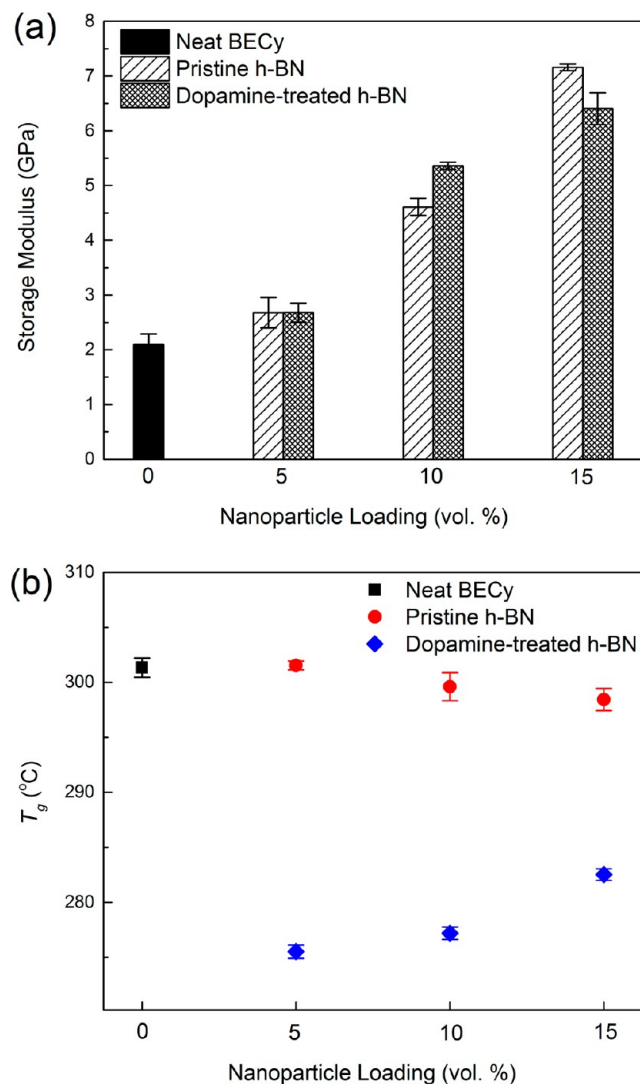 (a)
8
7
6
5
4
3
2
1
0
Storage Modulus (GPa)
Neat BECy
Pristine h-BN
Dopamine-treated h-BN
0 5 10 15
Nanoparticle Loading (vol. %)
(b)
310
300
290
280
T_g (°C)
Neat BECy
Pristine h-BN
Dopamine-treated h-BN
0 5 10 15
Nanoparticle Loading (vol. %)